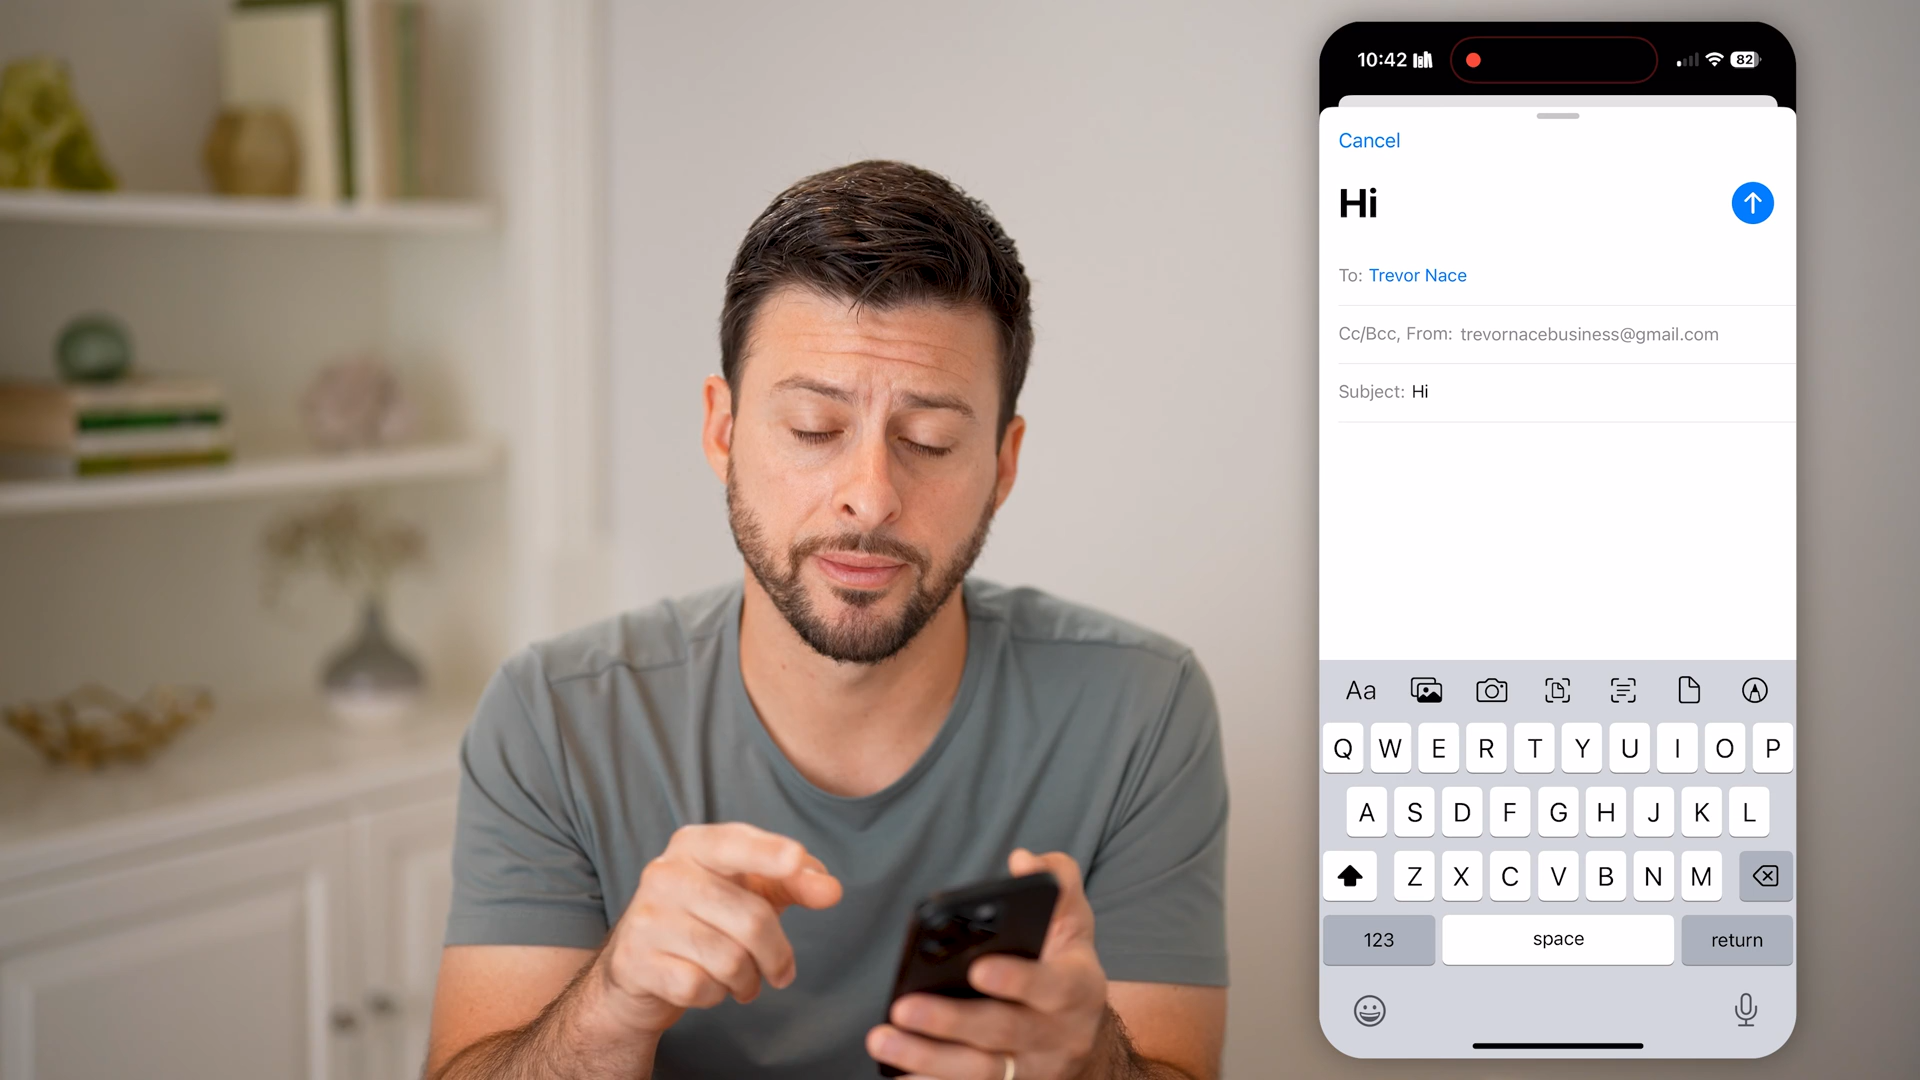 10:42
82
Cancel
Hi
To: Trevor Nace
Cc/Bcc, From: trevornacebusiness@gmail.com
Subject: Hi
Aa
Q W E R T Y U I O P
A S D F G H J K L
Z X C V B N M
123 space return